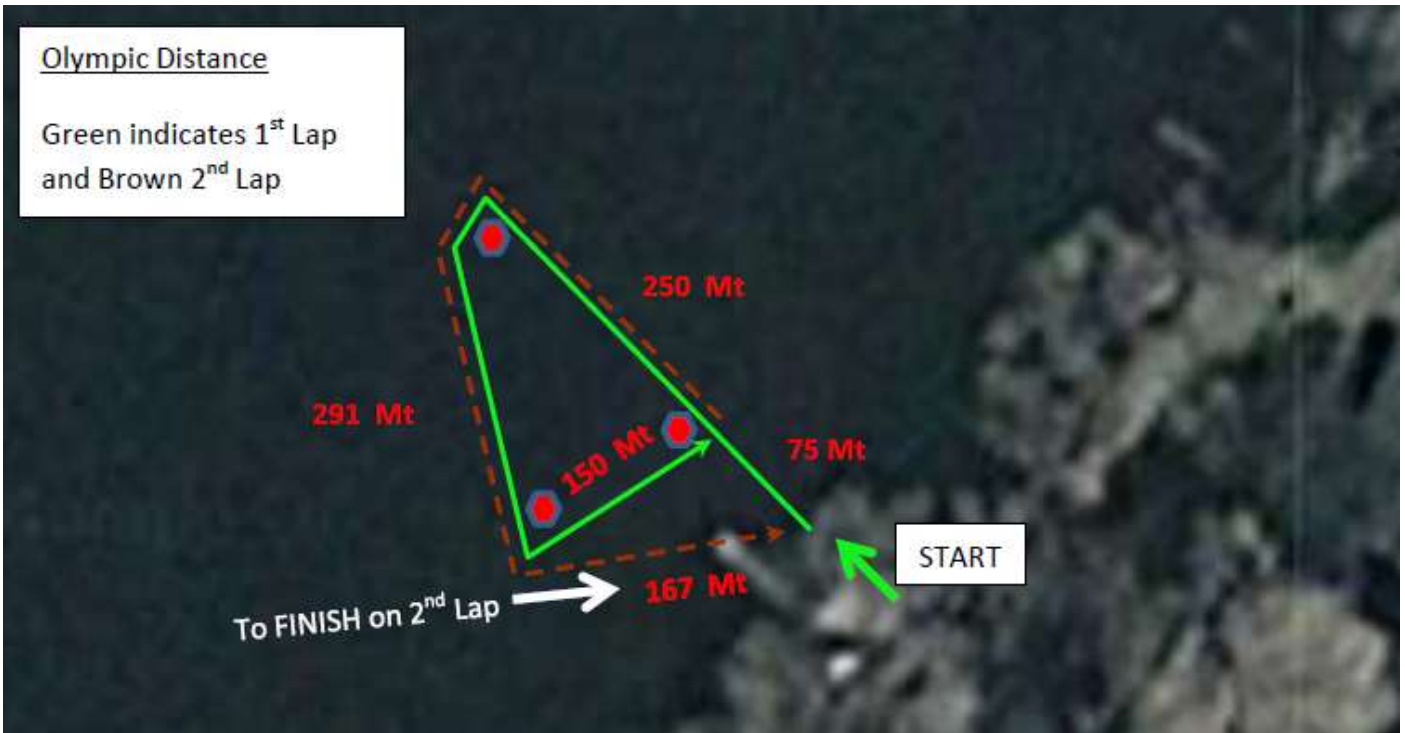 Olympic Distance
Green indicates 1st Lap
and Brown 2nd Lap
250 Mt
291 Mt
150 Mt
75 Mt
START
167 Mt
To FINISH on 2nd Lap